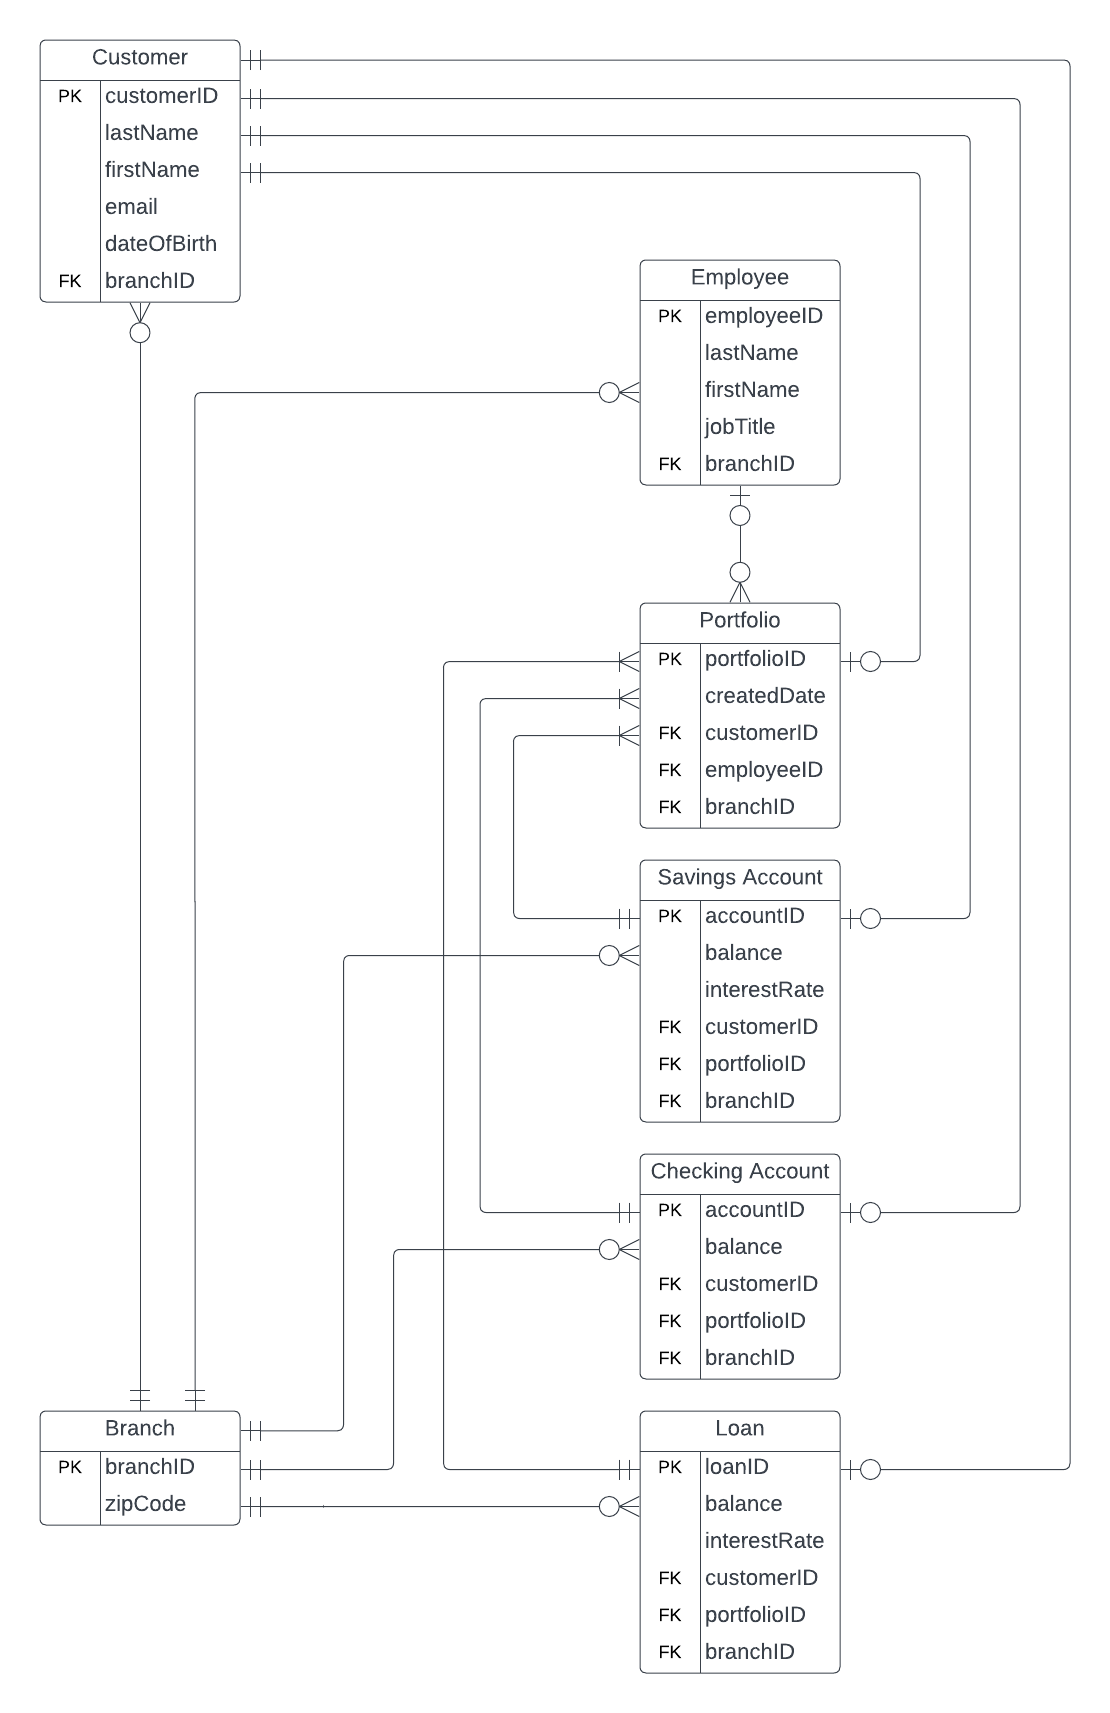 Customer
PK customerID
lastName
firstName
email
dateOfBirth
FK branchID
Employee
PK employeeID
lastName
firstName
jobTitle
FK branchID
Portfolio
PK portfolioID
createdDate
FK customerID
FK employeeID
FK branchID
Savings Account
PK accountID
balance
interestRate
FK customerID
FK portfolioID
FK branchID
Checking Account
PK accountID
balance
FK customerID
FK portfolioID
FK branchID
Branch
PK branchID
zipCode
Loan
PK loanID
balance
interestRate
FK customerID
FK portfolioID
FK branchID